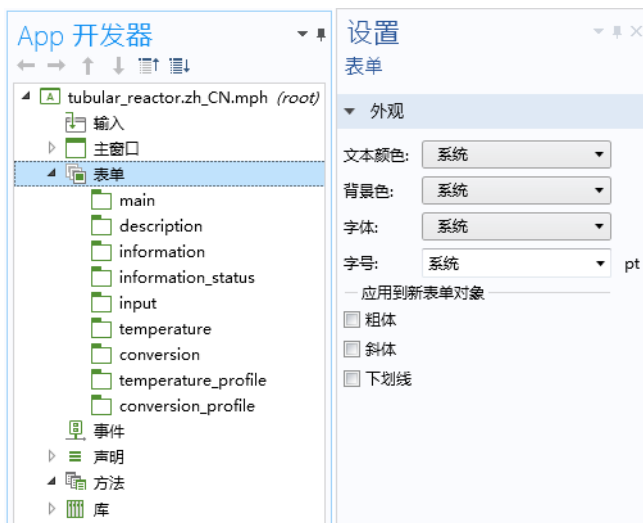 App 开发器
tubular_reactor.zh_CN.mph (root)
输入
主窗口
表单
main
description
information
information_status
input
temperature
conversion
temperature_profile
conversion_profile
事件
声明
方法
库
设置
表单
外观
文本颜色: 系统
背景色: 系统
字体: 系统
字号: 系统 pt
应用到新表单对象
粗体
斜体
下划线